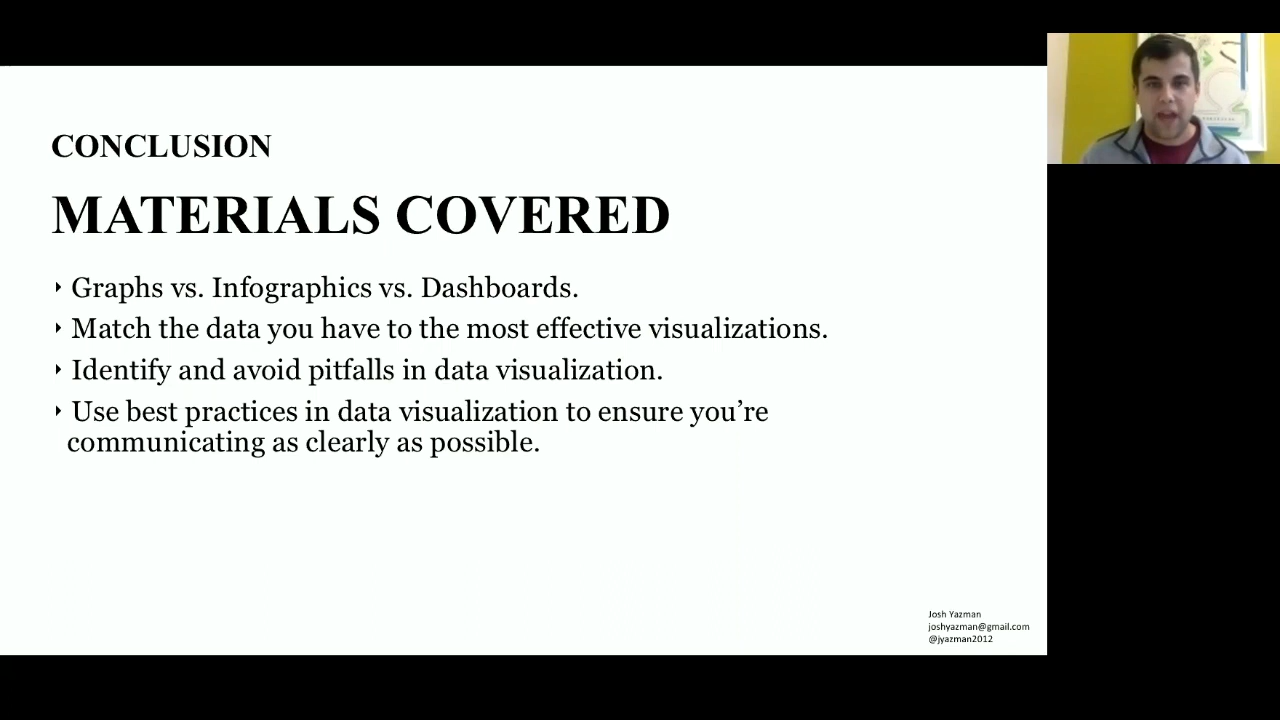 CONCLUSION
MATERIALS COVERED
‣ Graphs vs. Infographics vs. Dashboards.
‣ Match the data you have to the most effective visualizations.
‣ Identify and avoid pitfalls in data visualization.
‣ Use best practices in data visualization to ensure you’re
communicating as clearly as possible.
Josh Yazman
joshyazman@gmail.com
@jyazman2012